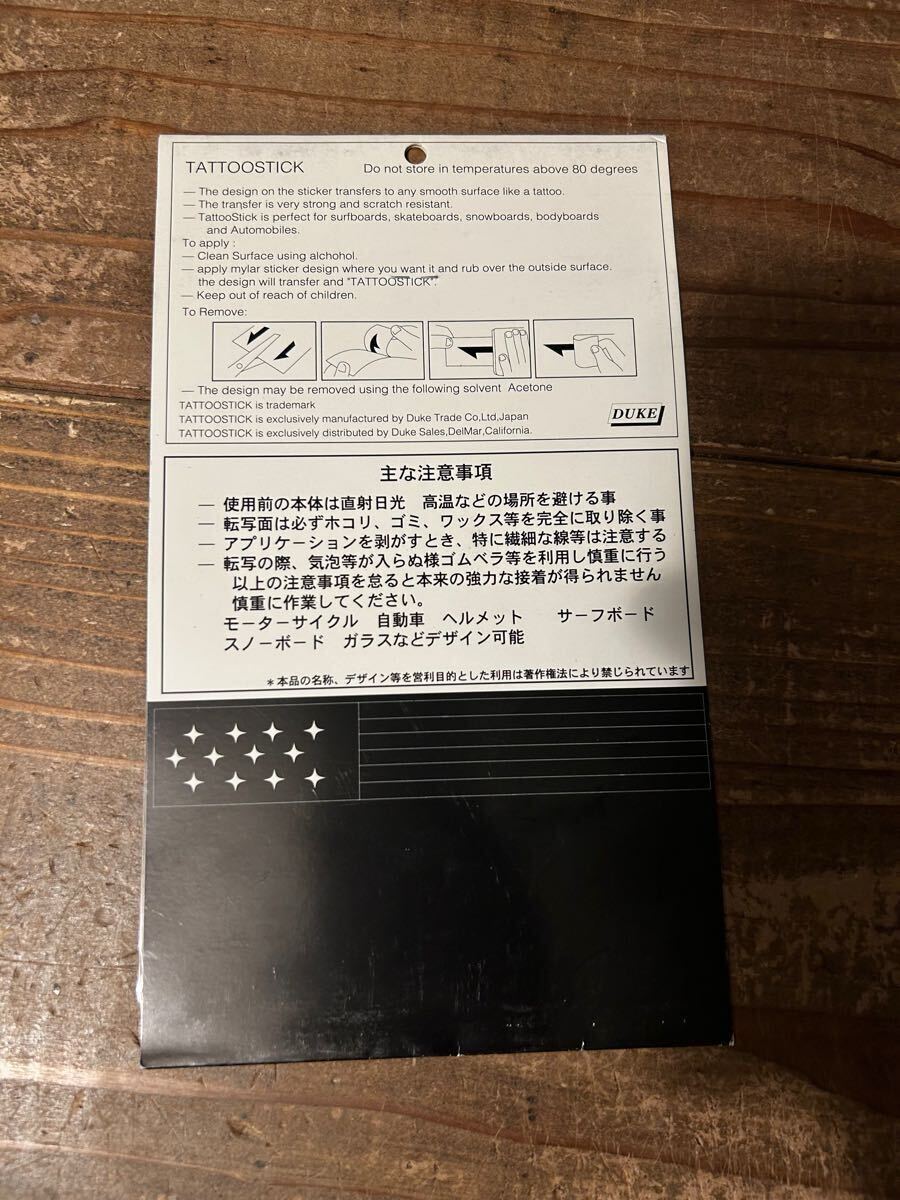 TATTOOSTICK Do not store in temperatures above 80 degrees
— The design on the sticker transfers to any smooth surface like a tattoo.
— The transfer is very strong and scratch resistant.
— TattooStick is perfect for surfboards, skateboards, snowboards, bodyboards
and Automobiles.
To apply :
— Clean Surface using alchohol.
— apply mylar sticker design where you want it and rub over the outside surface.
the design will transfer and "TATTOOSTICK".
— Keep out of reach of children.
To Remove:
— The design may be removed using the following solvent Acetone
TATTOOSTICK is trademark
TATTOOSTICK is exclusively manufactured by Duke Trade Co,Ltd,Japan
TATTOOSTICK is exclusively distributed by Duke Sales,DelMar,California.
DUKE
主な注意事項
— 使用前の本体は直射日光 高温などの場所を避ける事
— 転写面は必ずホコリ、ゴミ、ワックス等を完全に取り除く事
— アプリケーションを剥がすとき、特に繊細な線等は注意する
— 転写の際、気泡等が入らぬ様ゴムベラ等を利用し慎重に行う
以上の注意事項を怠ると本来の強力な接着が得られません
慎重に作業してください。
モーターサイクル 自動車 ヘルメット サーフボード
スノーボード ガラスなどデザイン可能
＊本品の名称、デザイン等を営利目的とした利用は著作権法により禁じられています